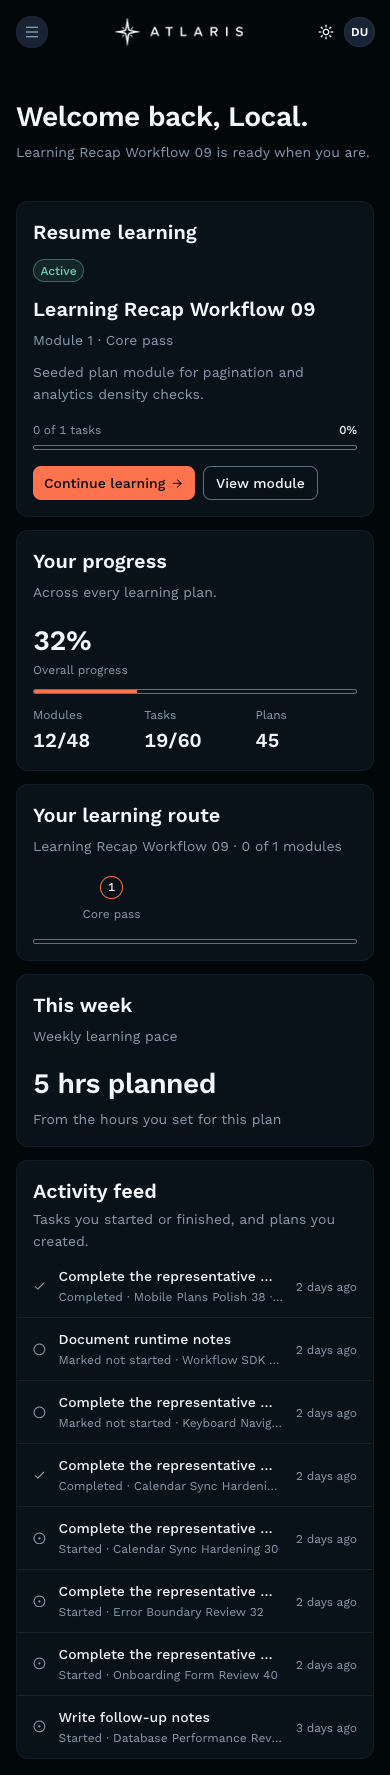 ATLARIS
DU
Welcome back, Local.
Learning Recap Workflow 09 is ready when you are.
Resume learning
Active
Learning Recap Workflow 09
Module 1 · Core pass
Seeded plan module for pagination and
analytics density checks.
0 of 1 tasks 0%
Continue learning →
View module
Your progress
Across every learning plan.
32%
Overall progress
Modules Tasks Plans
12/48 19/60 45
Your learning route
Learning Recap Workflow 09 · 0 of 1 modules
1
Core pass
This week
Weekly learning pace
5 hrs planned
From the hours you set for this plan
Activity feed
Tasks you started or finished, and plans you
created.
Complete the representative ...
Completed · Mobile Plans Polish 38 ·...
2 days ago
Document runtime notes
Marked not started · Workflow SDK ...
2 days ago
Complete the representative ...
Marked not started · Keyboard Navig...
2 days ago
Complete the representative ...
Completed · Calendar Sync Hardeni...
2 days ago
Complete the representative ...
Started · Calendar Sync Hardening 30
2 days ago
Complete the representative ...
Started · Error Boundary Review 32
2 days ago
Complete the representative ...
Started · Onboarding Form Review 40
2 days ago
Write follow-up notes
Started · Database Performance Rev...
3 days ago